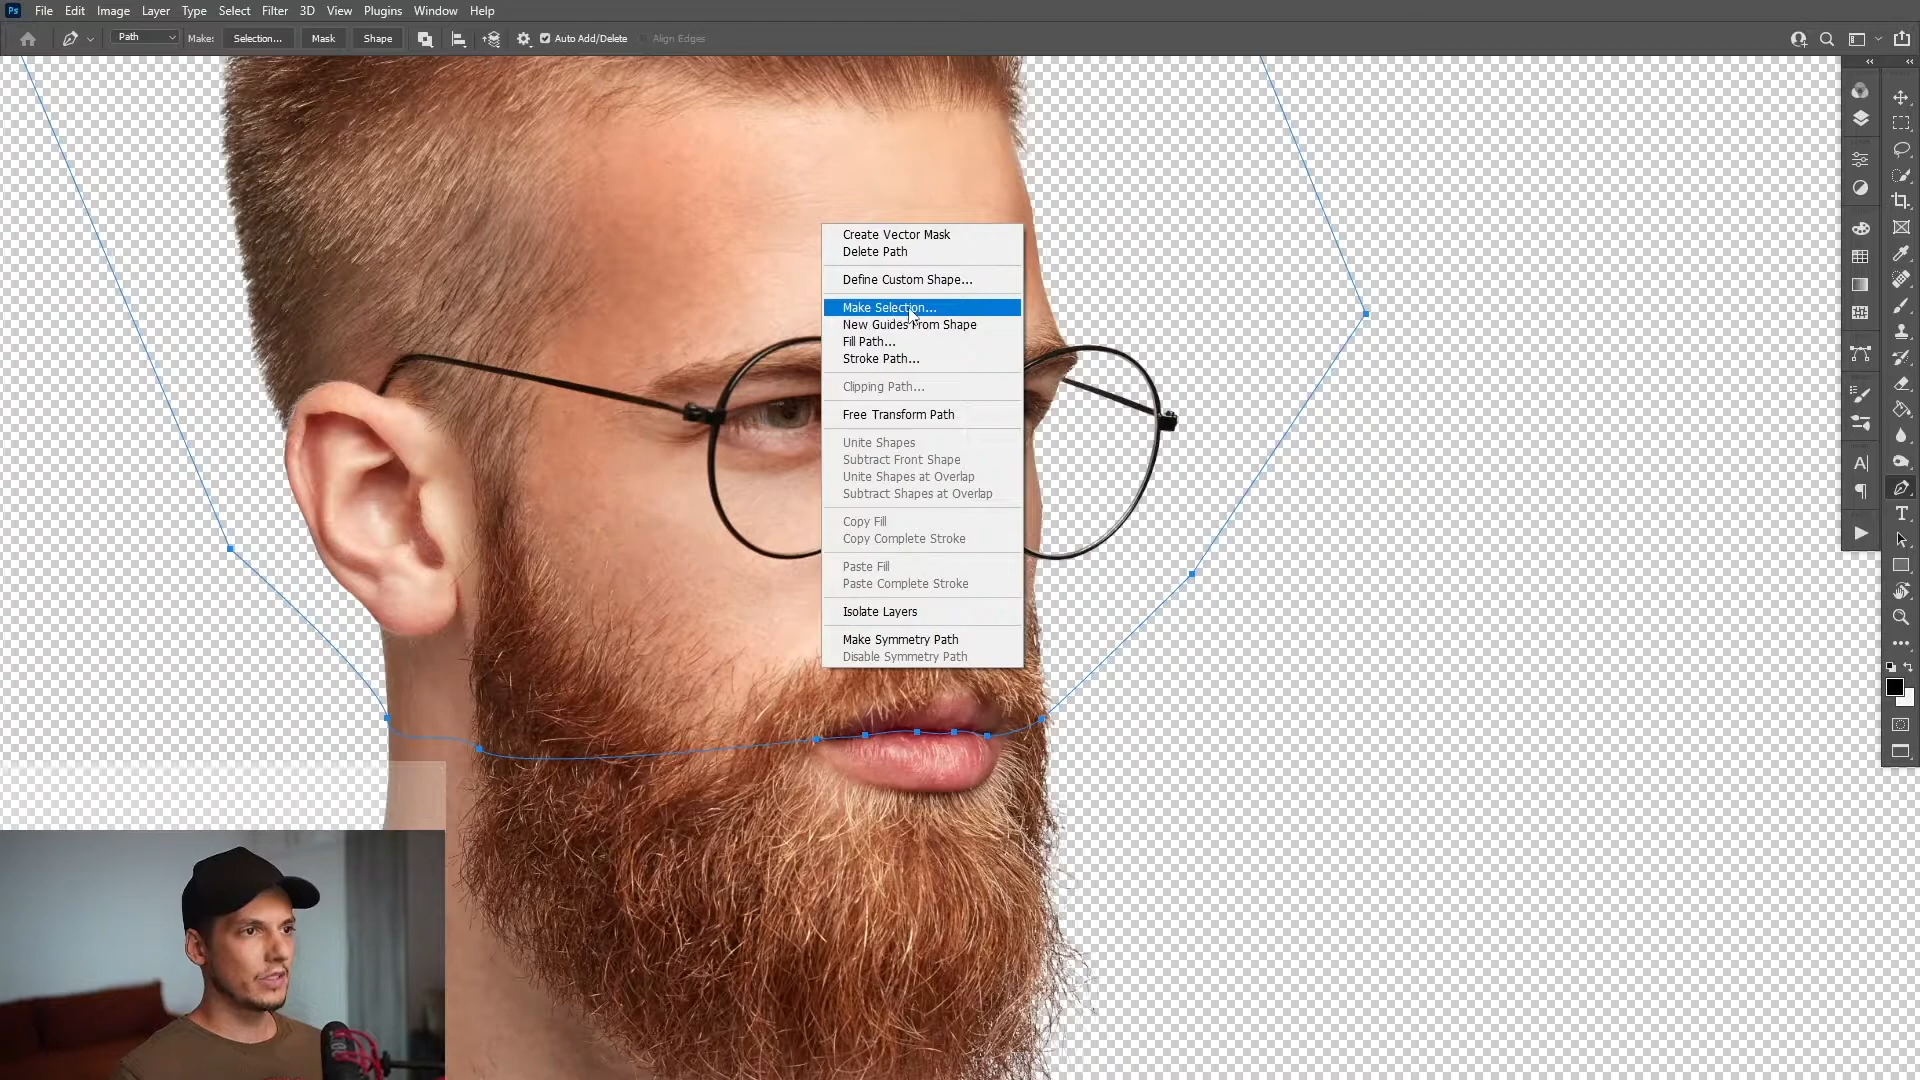 Ps File Edit Image Layer Type Select Filter 3D View Plugins Window Help
Path Make: Selection... Mask Shape Auto Add/Delete Align Edges
Create Vector Mask
Delete Path
Define Custom Shape...
Make Selection...
New Guides From Shape
Fill Path...
Stroke Path...
Clipping Path...
Free Transform Path
Unite Shapes
Subtract Front Shape
Unite Shapes at Overlap
Subtract Shapes at Overlap
Copy Fill
Copy Complete Stroke
Paste Fill
Paste Complete Stroke
Isolate Layers
Make Symmetry Path
Disable Symmetry Path